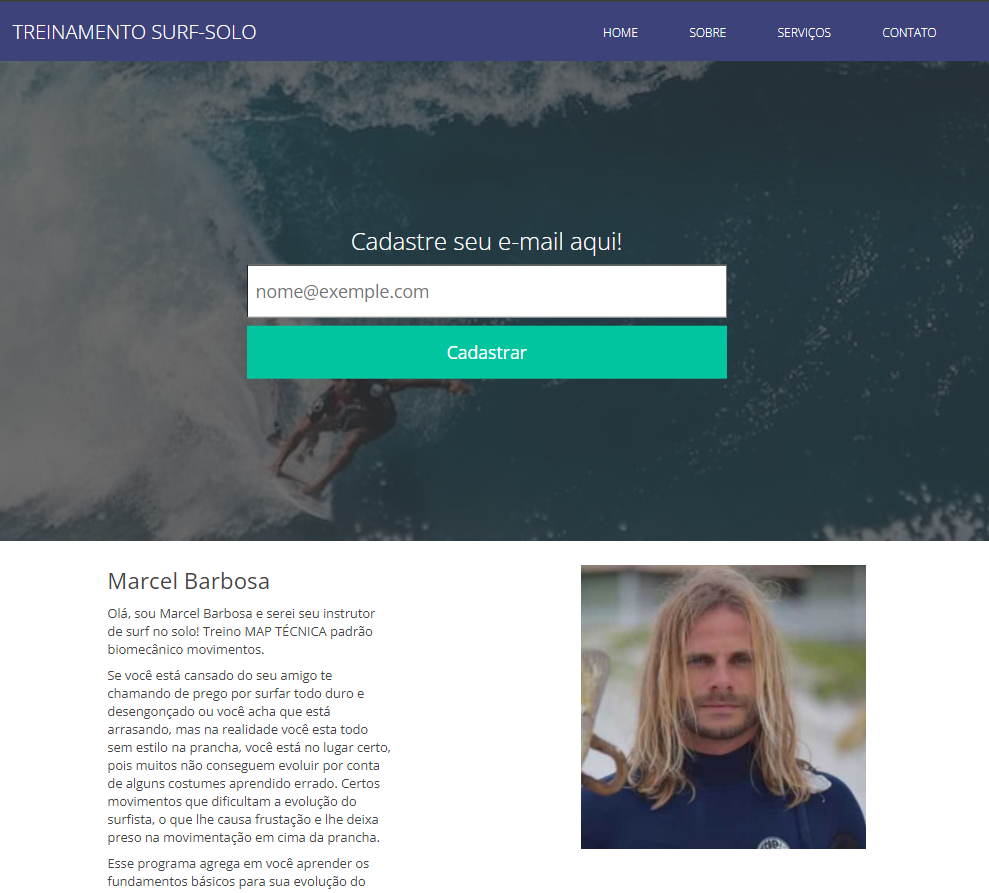 TREINAMENTO SURF-SOLO
HOME
SOBRE
SERVIÇOS
CONTATO
Cadastre seu e-mail aqui!
nome@exemple.com
Cadastrar
Marcel Barbosa
Olá, sou Marcel Barbosa e serei seu instrutor
de surf no solo! Treino MAP TÉCNICA padrão
biomecânico movimentos.
Se você está cansado do seu amigo te
chamando de prego por surfar todo duro e
desengonçado ou você acha que está
arrasando, mas na realidade você esta todo
sem estilo na prancha, você está no lugar certo,
pois muitos não conseguem evoluir por conta
de alguns costumes aprendido errado. Certos
movimentos que dificultam a evolução do
surfista, o que lhe causa frustação e lhe deixa
preso na movimentação em cima da prancha.
Esse programa agrega em você aprender os
fundamentos básicos para sua evolução do